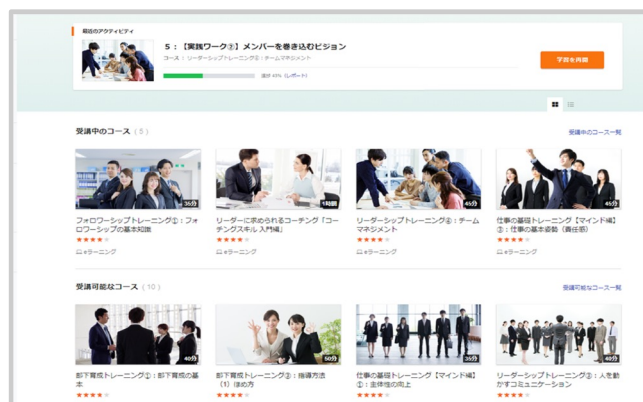 最近のアクティビティ
5：【実践ワーク②】メンバーを巻き込むビジョン
コース：リーダーシップトレーニング④：チームマネジメント
進捗 45%（レポート）
学習を再開
受講中のコース（5）
受講中のコース一覧
35分
1時間
45分
45分
フォロワーシップトレーニング①：フォ
ロワーシップの基本知識
リーダーに求められるコーチング「コー
チングスキル 入門編」
リーダーシップトレーニング④：チーム
マネジメント
仕事の基礎トレーニング【マインド編】
③：仕事の基本姿勢（責任感）
eラーニング
eラーニング
eラーニング
eラーニング
受講可能なコース（10）
受講可能なコース一覧
40分
50分
35分
40分
部下育成トレーニング①：部下育成の基
本
部下育成トレーニング③：指導方法
（1）ほめ方
仕事の基礎トレーニング【マインド編】
①：主体性の向上
リーダーシップトレーニング③：人を動
かすコミュニケーション